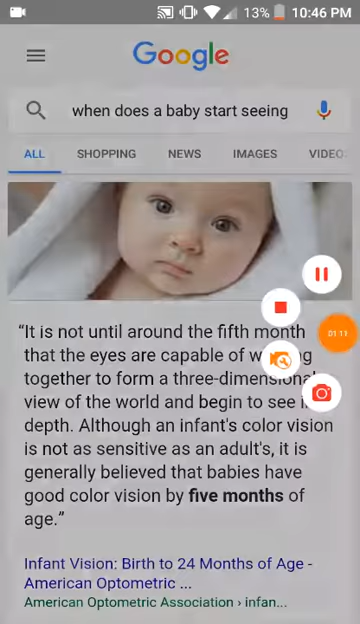 13% 10:46 PM
Google
when does a baby start seeing
ALL SHOPPING NEWS IMAGES VIDEO
01:11
“It is not until around the fifth month
that the eyes are capable of
together to form a three-dimensional
view of the world and begin to see
depth. Although an infant's color vision
is not as sensitive as an adult's, it is
generally believed that babies have
good color vision by five months of
age.”
Infant Vision: Birth to 24 Months of Age -
American Optometric ...
American Optometric Association › infan...